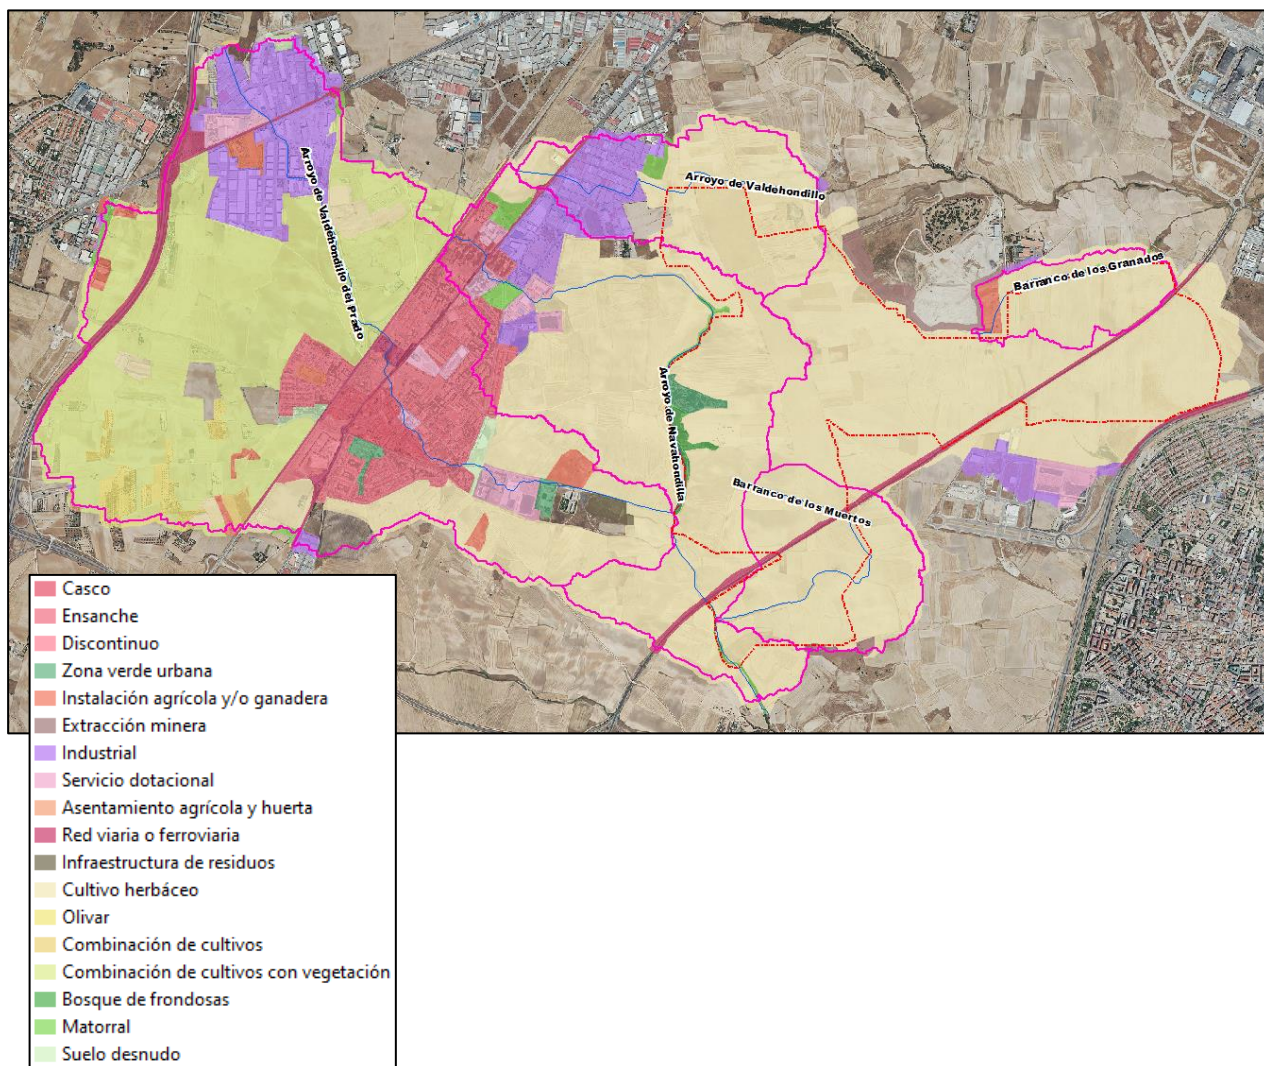 Arroyo de Valdehondillo del Prado
Arroyo de Valdehondillo
Barranco de los Granados
Arroyo de Navahondilla
Barranco de los Muertos
Casco
Ensanche
Discontinuo
Zona verde urbana
Instalación agrícola y/o ganadera
Extracción minera
Industrial
Servicio dotacional
Asentamiento agrícola y huerta
Red viaria o ferroviaria
Infraestructura de residuos
Cultivo herbáceo
Olivar
Combinación de cultivos
Combinación de cultivos con vegetación
Bosque de frondosas
Matorral
Suelo desnudo